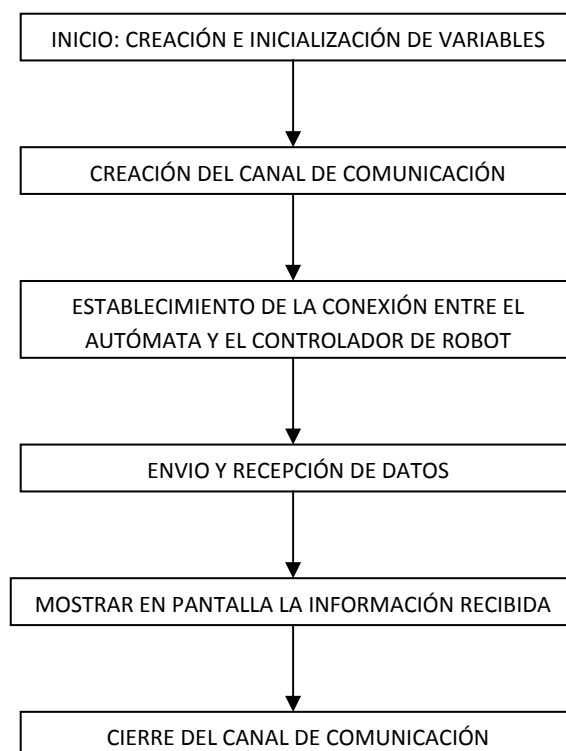 INICIO: CREACIÓN E INICIALIZACIÓN DE VARIABLES
CREACIÓN DEL CANAL DE COMUNICACIÓN
ESTABLECIMIENTO DE LA CONEXIÓN ENTRE EL
AUTÓMATA Y EL CONTROLADOR DE ROBOT
ENVIO Y RECEPCIÓN DE DATOS
MOSTRAR EN PANTALLA LA INFORMACIÓN RECIBIDA
CIERRE DEL CANAL DE COMUNICACIÓN